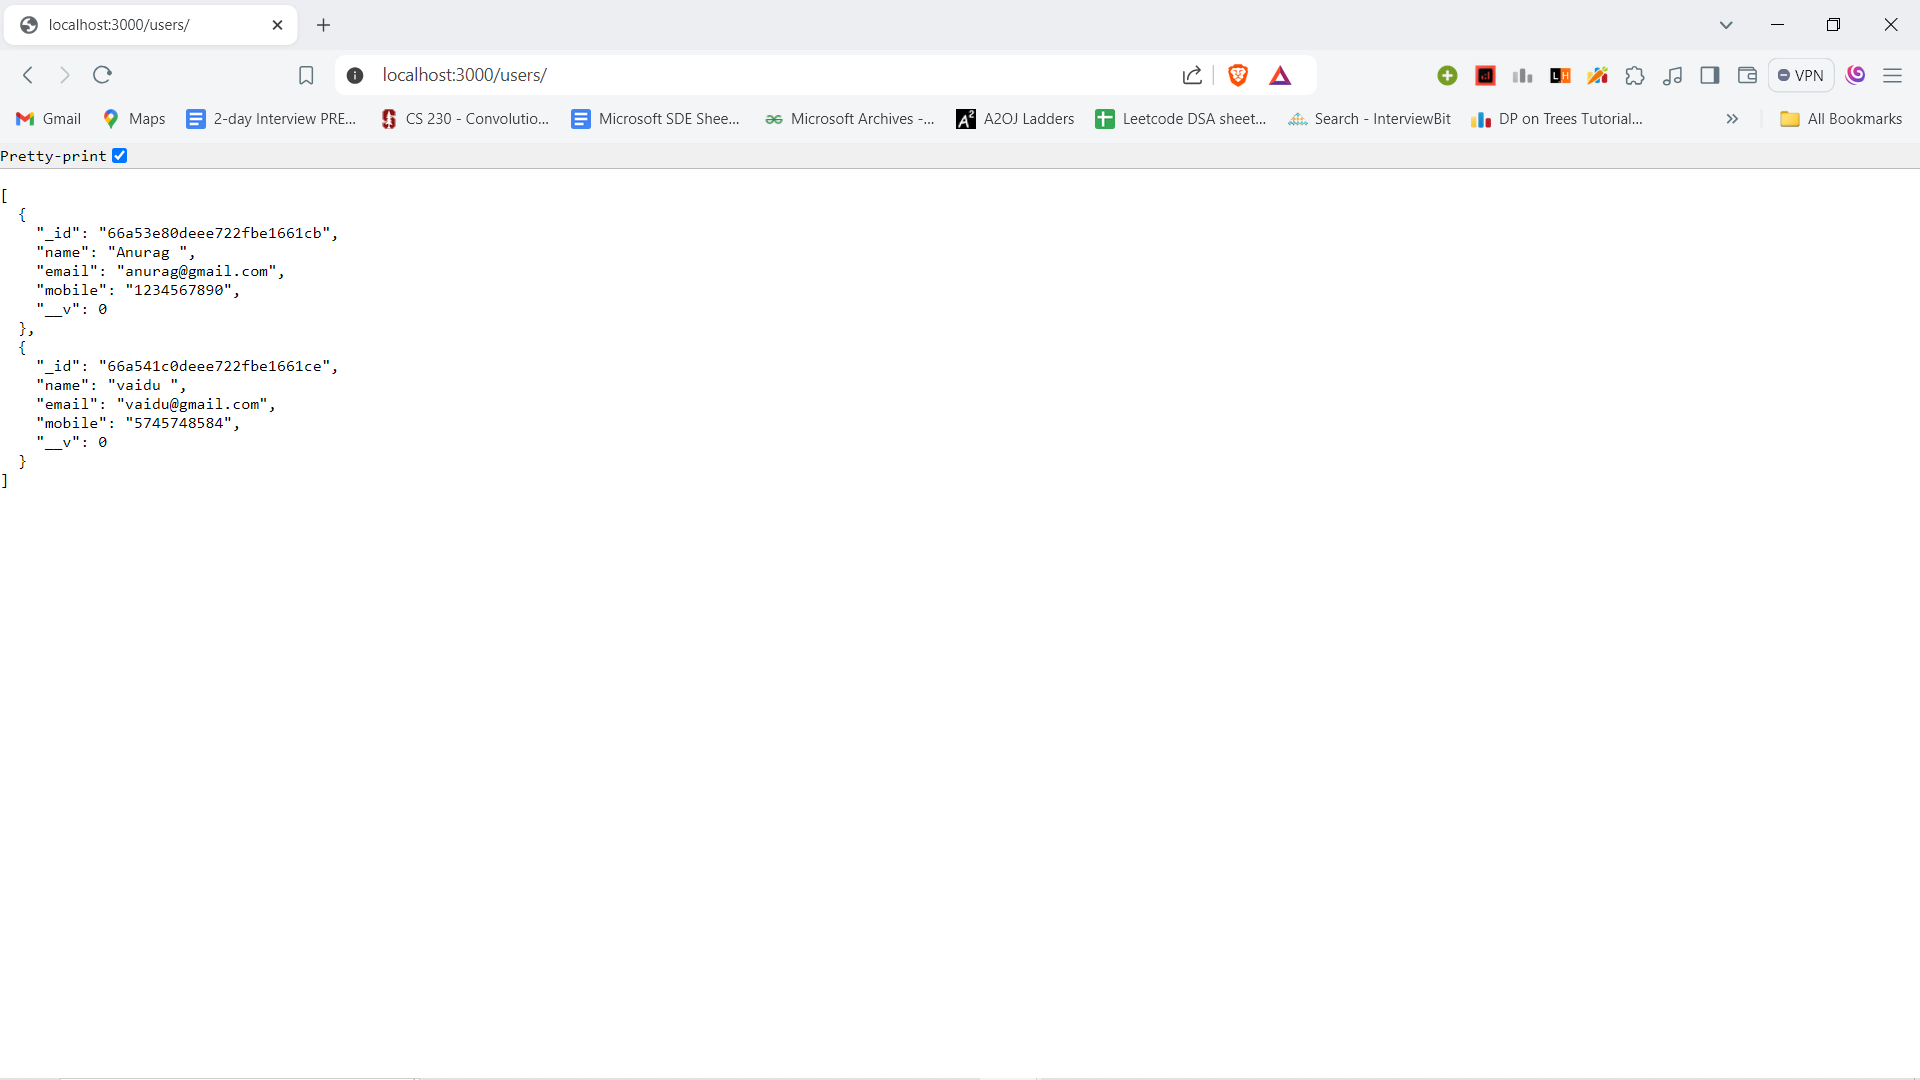 localhost:3000/users/
localhost:3000/users/
VPN
Gmail
Maps
2-day Interview PRE...
CS 230 - Convolutio...
Microsoft SDE Shee...
Microsoft Archives -...
A2OJ Ladders
Leetcode DSA sheet...
Search - InterviewBit
DP on Trees Tutorial...
All Bookmarks
Pretty-print
[
  {
    "_id": "66a53e80deee722fbe1661cb",
    "name": "Anurag ",
    "email": "anurag@gmail.com",
    "mobile": "1234567890",
    "__v": 0
  },
  {
    "_id": "66a541c0deee722fbe1661ce",
    "name": "vaidu ",
    "email": "vaidu@gmail.com",
    "mobile": "5745748584",
    "__v": 0
  }
]